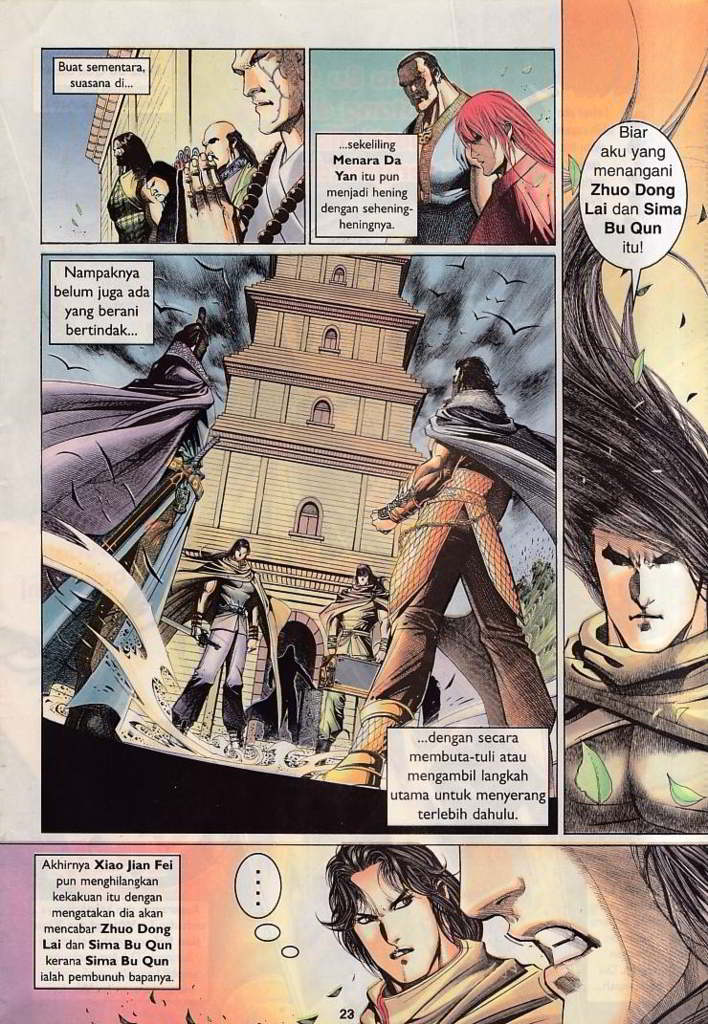 Buat sementara,
suasana di...
...sekeliling
Menara Da
Yan itu pun
menjadi hening
dengan sehening-
heningnya.
Biar
aku yang
menangani
Zhuo Dong
Lai dan Sima
Bu Qun
itu!
Nampaknya
belum juga ada
yang berani
bertindak...
...dengan secara
membuta-tuli atau
mengambil langkah
utama untuk menyerang
terlebih dahulu.
Akhirnya Xiao Jian Fei
pun menghilangkan
kekakuan itu dengan
mengatakan dia akan
mencabar Zhuo Dong
Lai dan Sima Bu Qun
kerana Sima Bu Qun
ialah pembunuh bapanya.
....
23